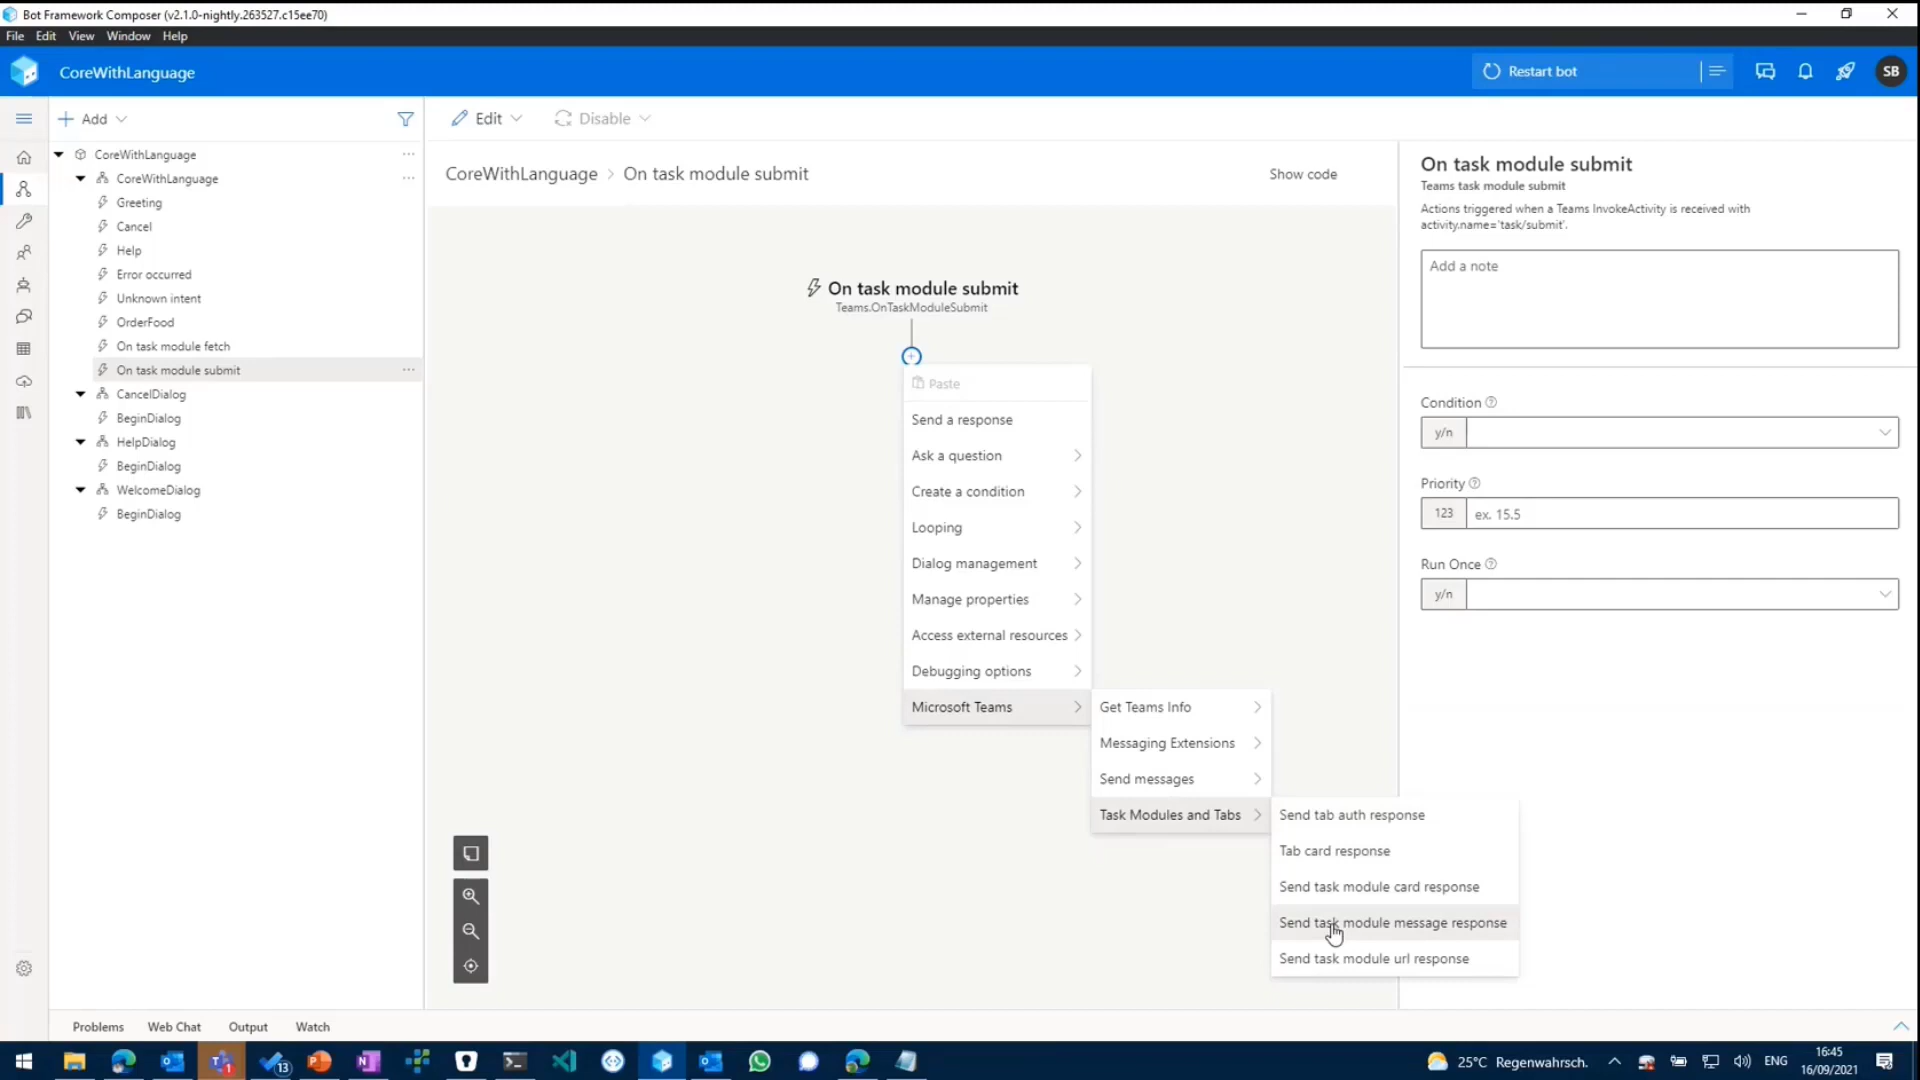 Bot Framework Composer (v2.1.0-nightly.263527.c15ee70)
File Edit View Window Help
CoreWithLanguage
Restart bot
SB
Add
Edit
Disable
CoreWithLanguage
CoreWithLanguage
Greeting
Cancel
Help
Error occurred
Unknown intent
OrderFood
On task module fetch
On task module submit
CancelDialog
BeginDialog
HelpDialog
BeginDialog
WelcomeDialog
BeginDialog
CoreWithLanguage > On task module submit
Show code
On task module submit
Teams.OnTaskModuleSubmit
Paste
Send a response
Ask a question
Create a condition
Looping
Dialog management
Manage properties
Access external resources
Debugging options
Microsoft Teams
Get Teams Info
Messaging Extensions
Send messages
Task Modules and Tabs
Send tab auth response
Tab card response
Send task module card response
Send task module message response
Send task module url response
On task module submit
Teams task module submit
Actions triggered when a Teams InvokeActivity is received with
activity.name='task/submit'.
Add a note
Condition
y/n
Priority
123 ex. 15.5
Run Once
y/n
Problems Web Chat Output Watch
13
1
25°C Regenwahrsch.
ENG
16:45
16/09/2021